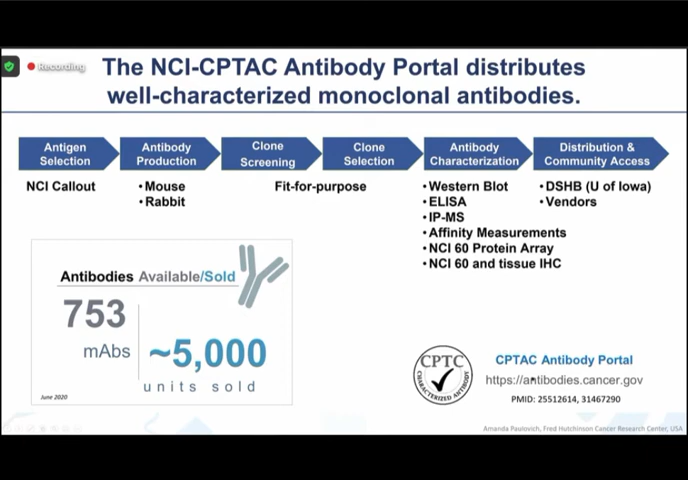 Recording
The NCI-CPTAC Antibody Portal distributes
well-characterized monoclonal antibodies.
Antigen
Selection
Antibody
Production
Clone
Screening
Clone
Selection
Antibody
Characterization
Distribution &
Community Access
NCI Callout
• Mouse
• Rabbit
Fit-for-purpose
• Western Blot
• ELISA
• IP-MS
• Affinity Measurements
• NCI 60 Protein Array
• NCI 60 and tissue IHC
• DSHB (U of Iowa)
• Vendors
Antibodies Available/Sold
753
mAbs
~5,000
units sold
June 2020
CPTC
CHARACTERIZED ANTIBODY
CPTAC Antibody Portal
https://antibodies.cancer.gov
PMID: 25512614, 31467290
Amanda Paulovich, Fred Hutchinson Cancer Research Center, USA